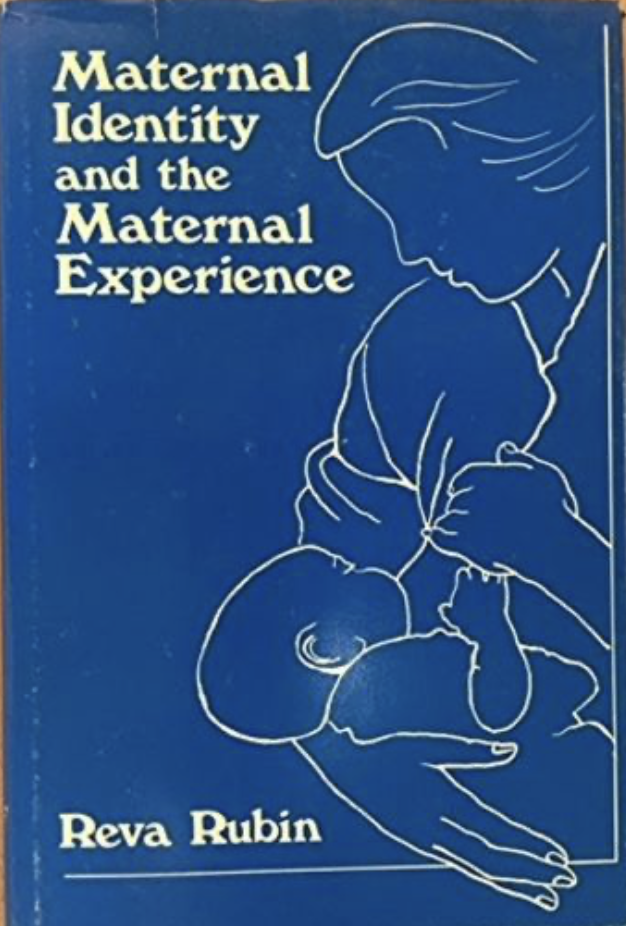 Maternal
Identity
and the
Maternal
Experience
Reva Rubin